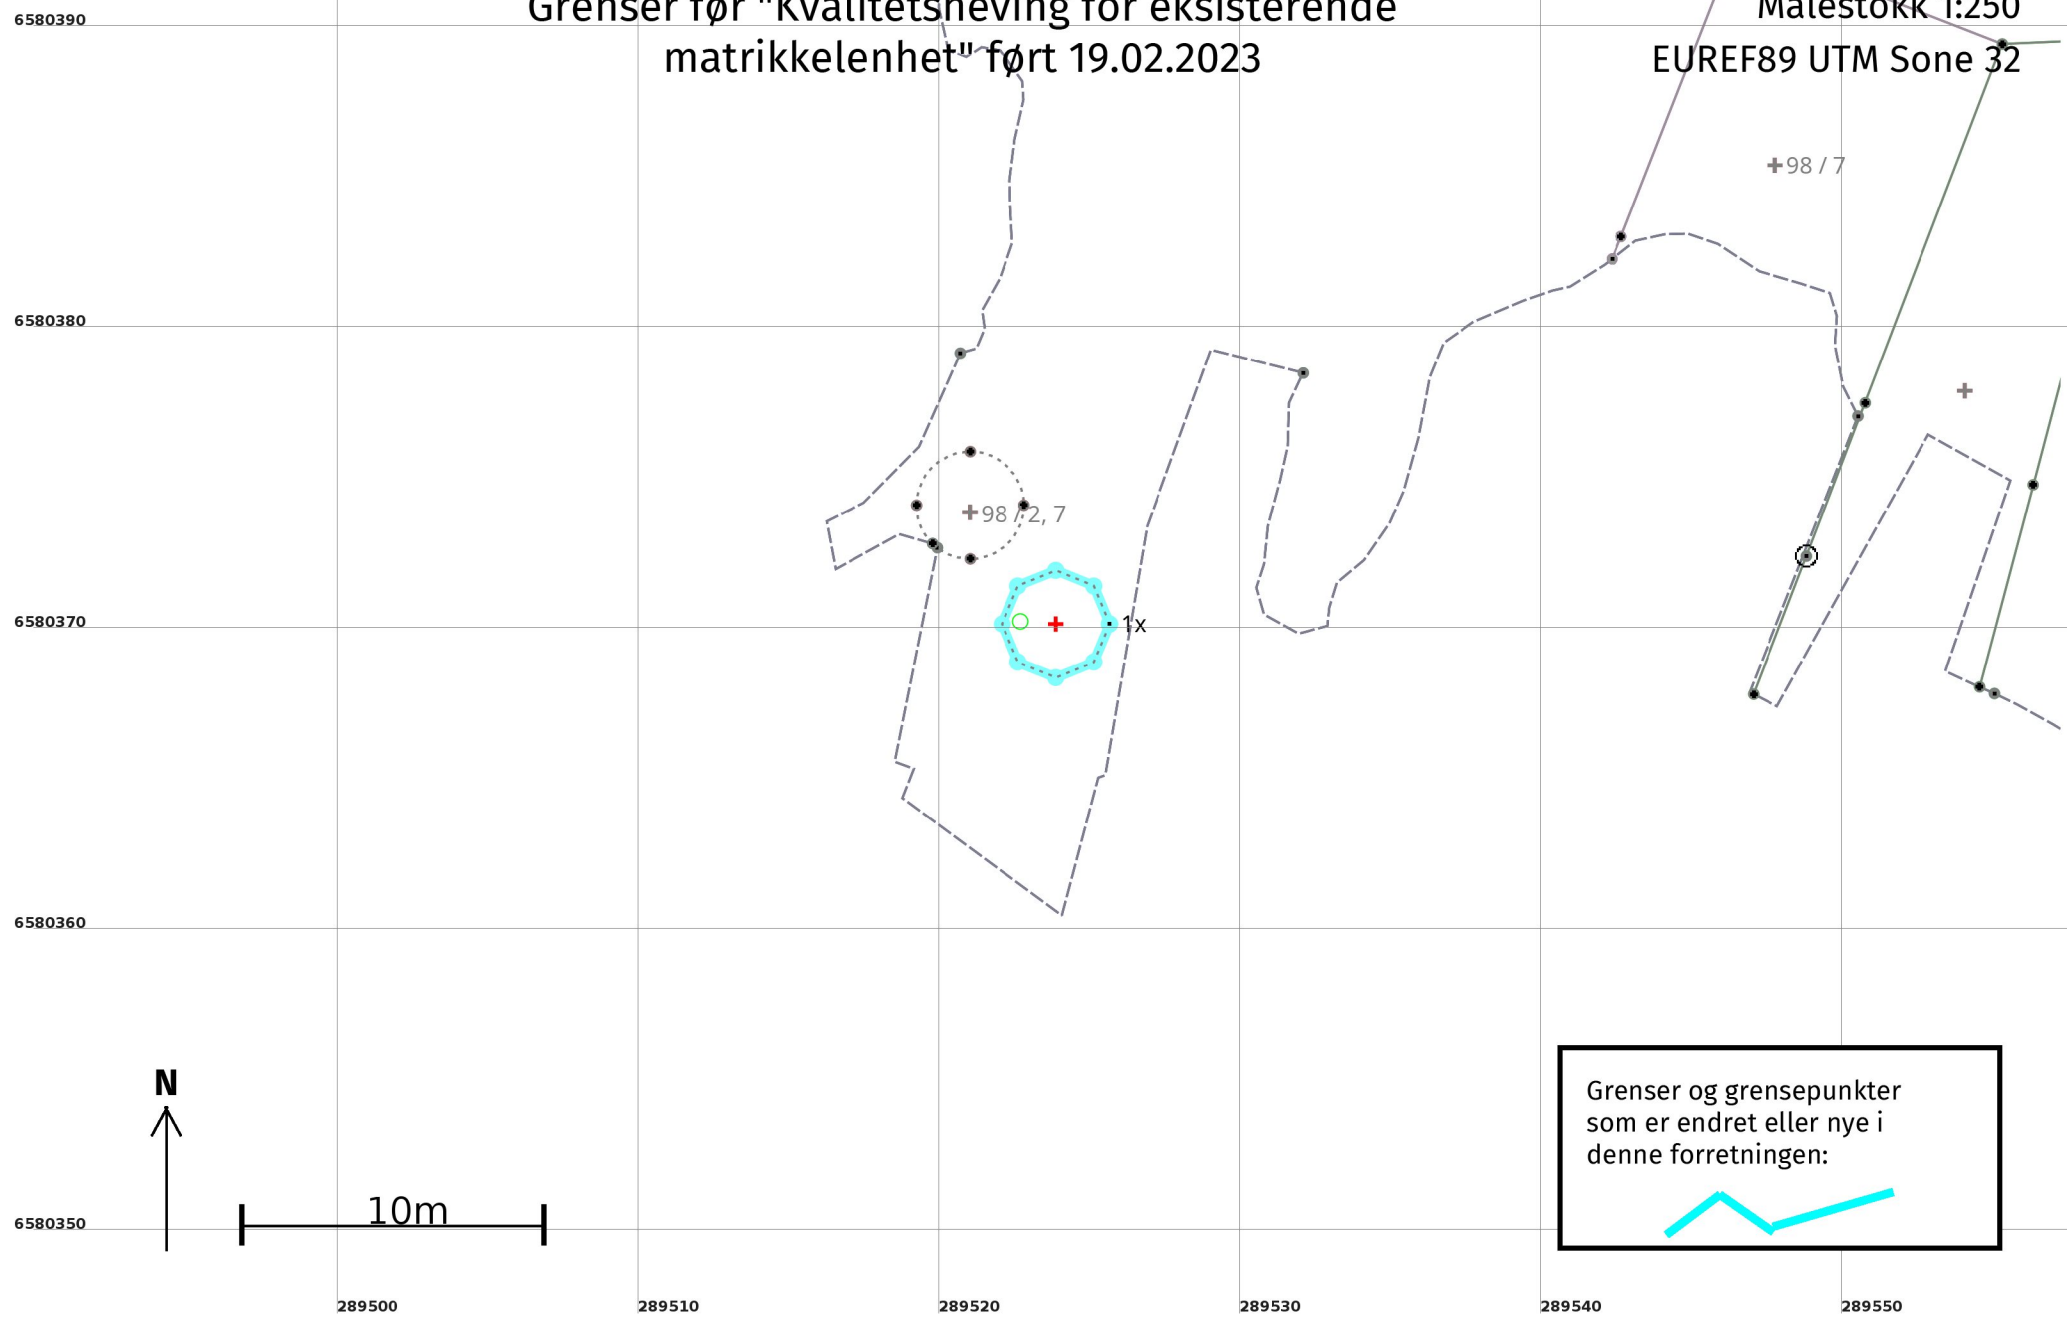 6580390
Grenser før "Kvalitetsheving for eksisterende
matrikkelenhet" ført 19.02.2023
Målestokk 1:250
EUREF89 UTM Sone 32
98 / 7
6580380
98 / 2, 7
6580370
1x
6580360
N
10m
6580350
Grenser og grensepunkter
som er endret eller nye i
denne forretningen:
289500
289510
289520
289530
289540
289550